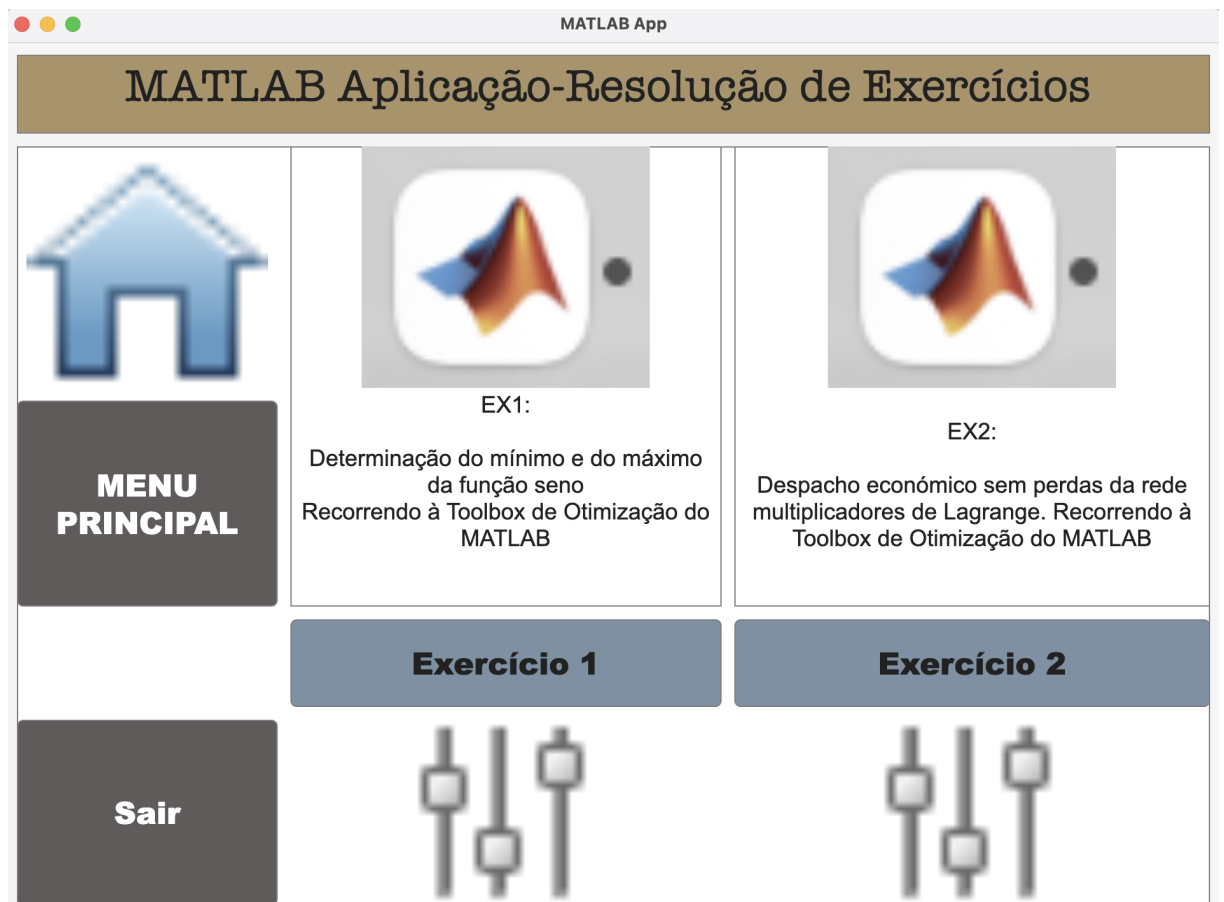 MATLAB App
MATLAB Aplicação-Resolução de Exercícios
MENU
PRINCIPAL
EX1:
Determinação do mínimo e do máximo
da função seno
Recorrendo à Toolbox de Otimização do
MATLAB
EX2:
Despacho económico sem perdas da rede
multiplicadores de Lagrange. Recorrendo à
Toolbox de Otimização do MATLAB
Exercício 1
Exercício 2
Sair